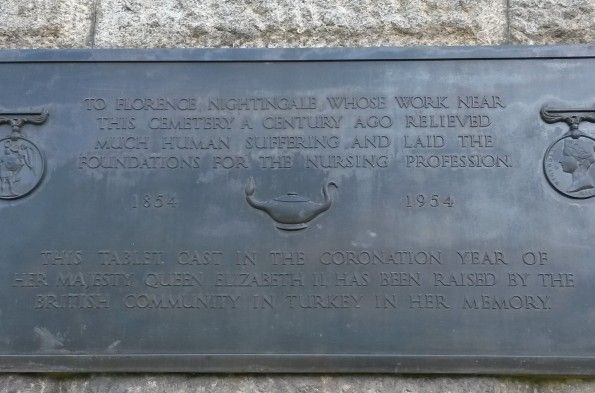 TO FLORENCE NIGHTINGALE WHOSE WORK NEAR
THIS CEMETERY A CENTURY AGO RELIEVED
MUCH HUMAN SUFFERING AND LAID THE
FOUNDATIONS FOR THE NURSING PROFESSION.
1854 1954
THIS TABLET CAST IN THE CORONATION YEAR OF
HER MAJESTY QUEEN ELIZABETH II HAS BEEN RAISED BY THE
BRITISH COMMUNITY IN TURKEY IN HER MEMORY.